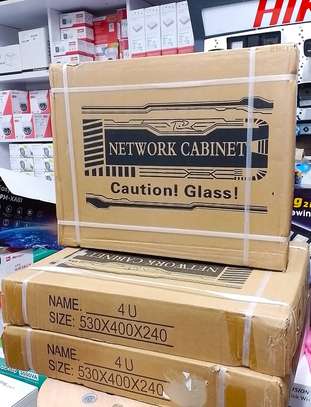 HIK
NETWORK CABINET
Caution! Glass!
NETWORK CABINET
NAME. 4 U
SIZE: 530X400X240
NAME. 4 U
SIZE: 530X400X240